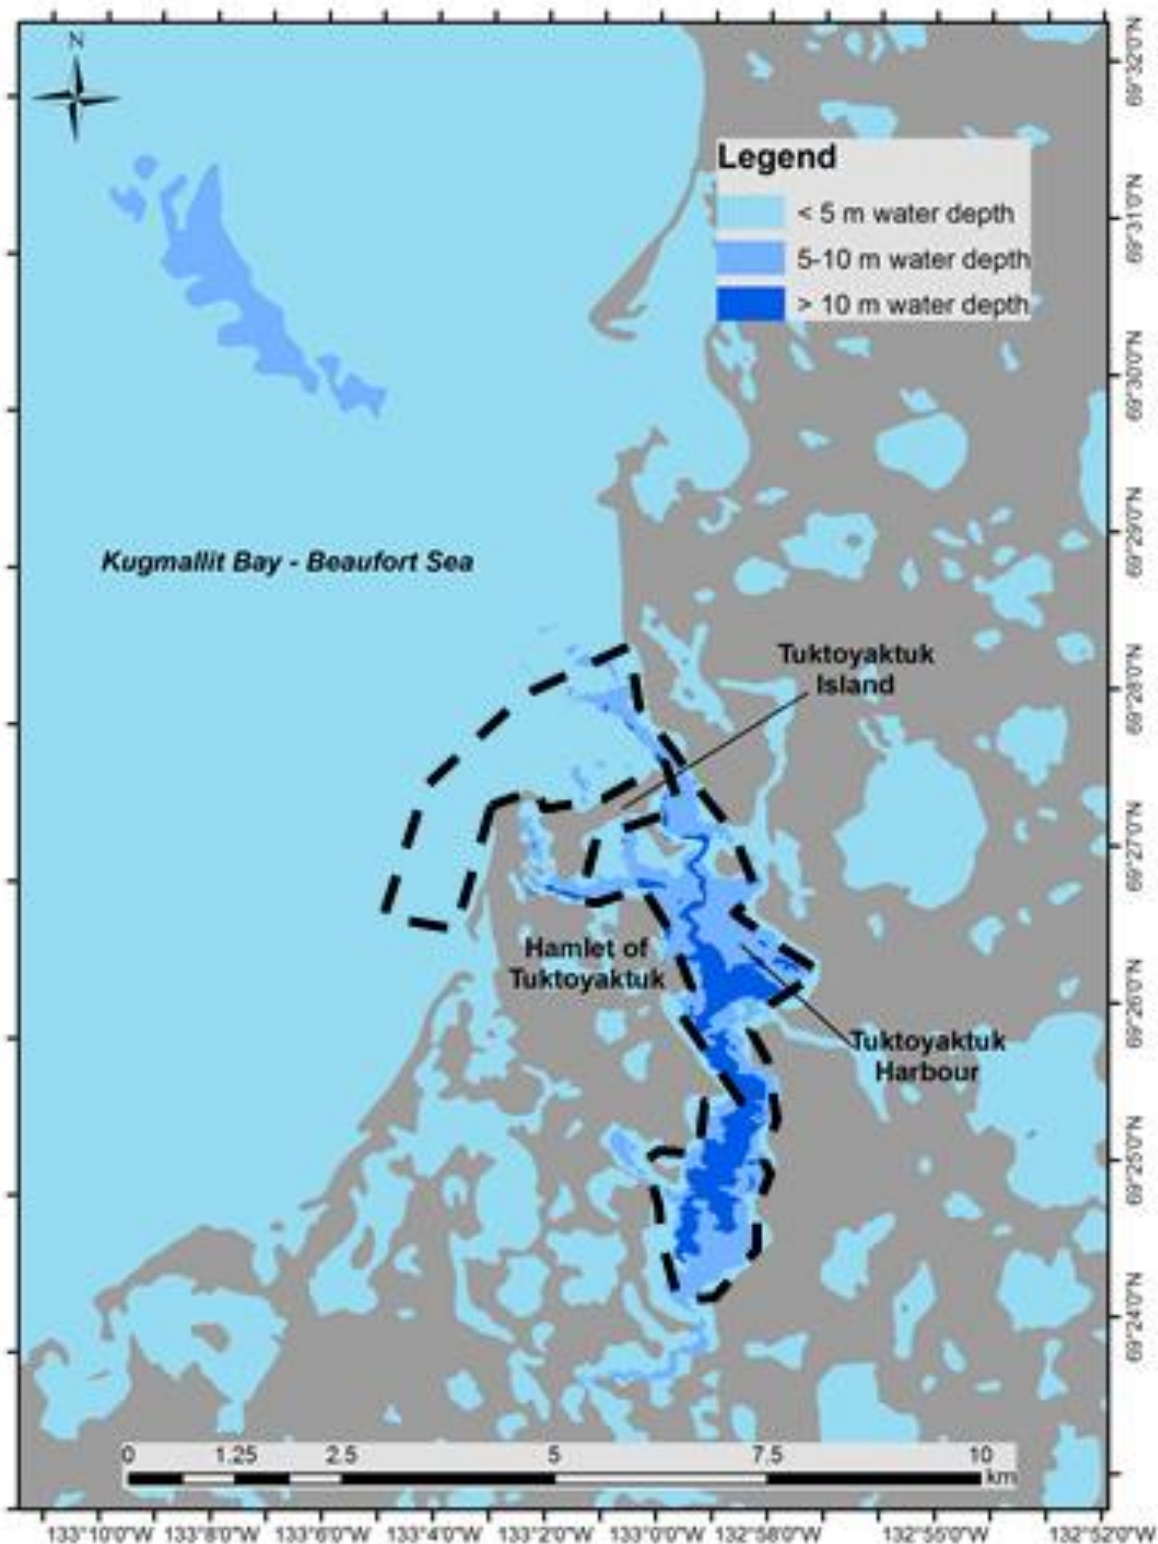 N
69°32'0"N
Legend
< 5 m water depth
5-10 m water depth
> 10 m water depth
69°31'0"N
69°30'0"N
69°29'0"N
Kugmallit Bay - Beaufort Sea
Tuktoyaktuk
Island
69°28'0"N
69°27'0"N
Hamlet of
Tuktoyaktuk
69°26'0"N
Tuktoyaktuk
Harbour
69°25'0"N
69°24'0"N
0 1.25 2.5 5 7.5 10
km
133°10'0"W 133°8'0"W 133°6'0"W 133°4'0"W 133°2'0"W 133°0'0"W 132°58'0"W 132°55'0"W 132°52'0"W